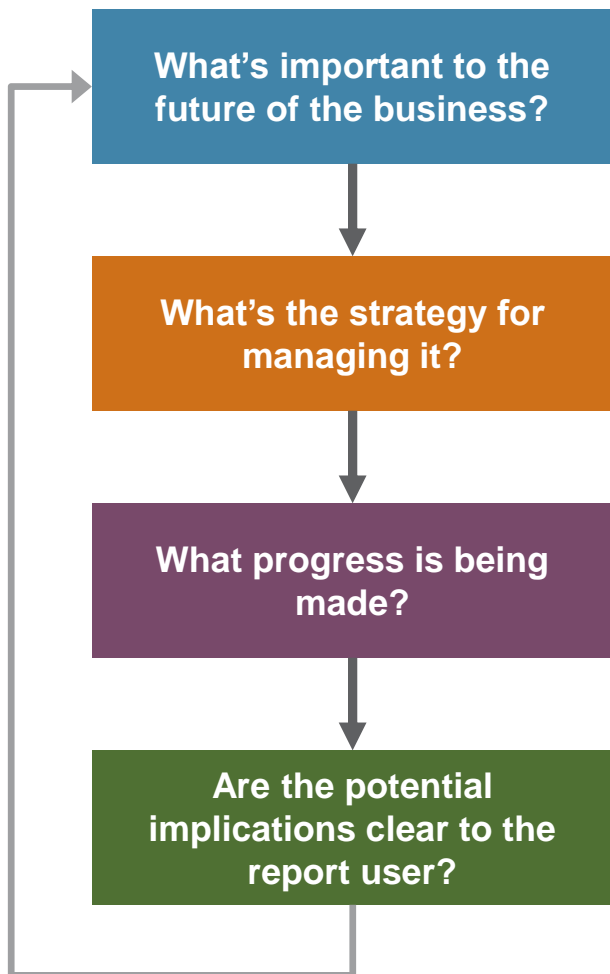 What’s important to the
future of the business?
What’s the strategy for
managing it?
What progress is being
made?
Are the potential
implications clear to the
report user?